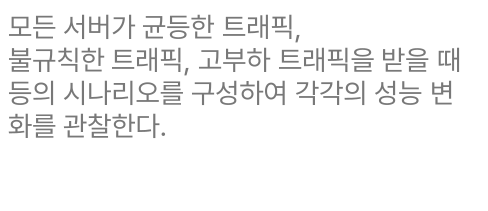 모든 서버가 균등한 트래픽,
불규칙한 트래픽, 고부하 트래픽을 받을 때
등의 시나리오를 구성하여 각각의 성능 변
화를 관찰한다.